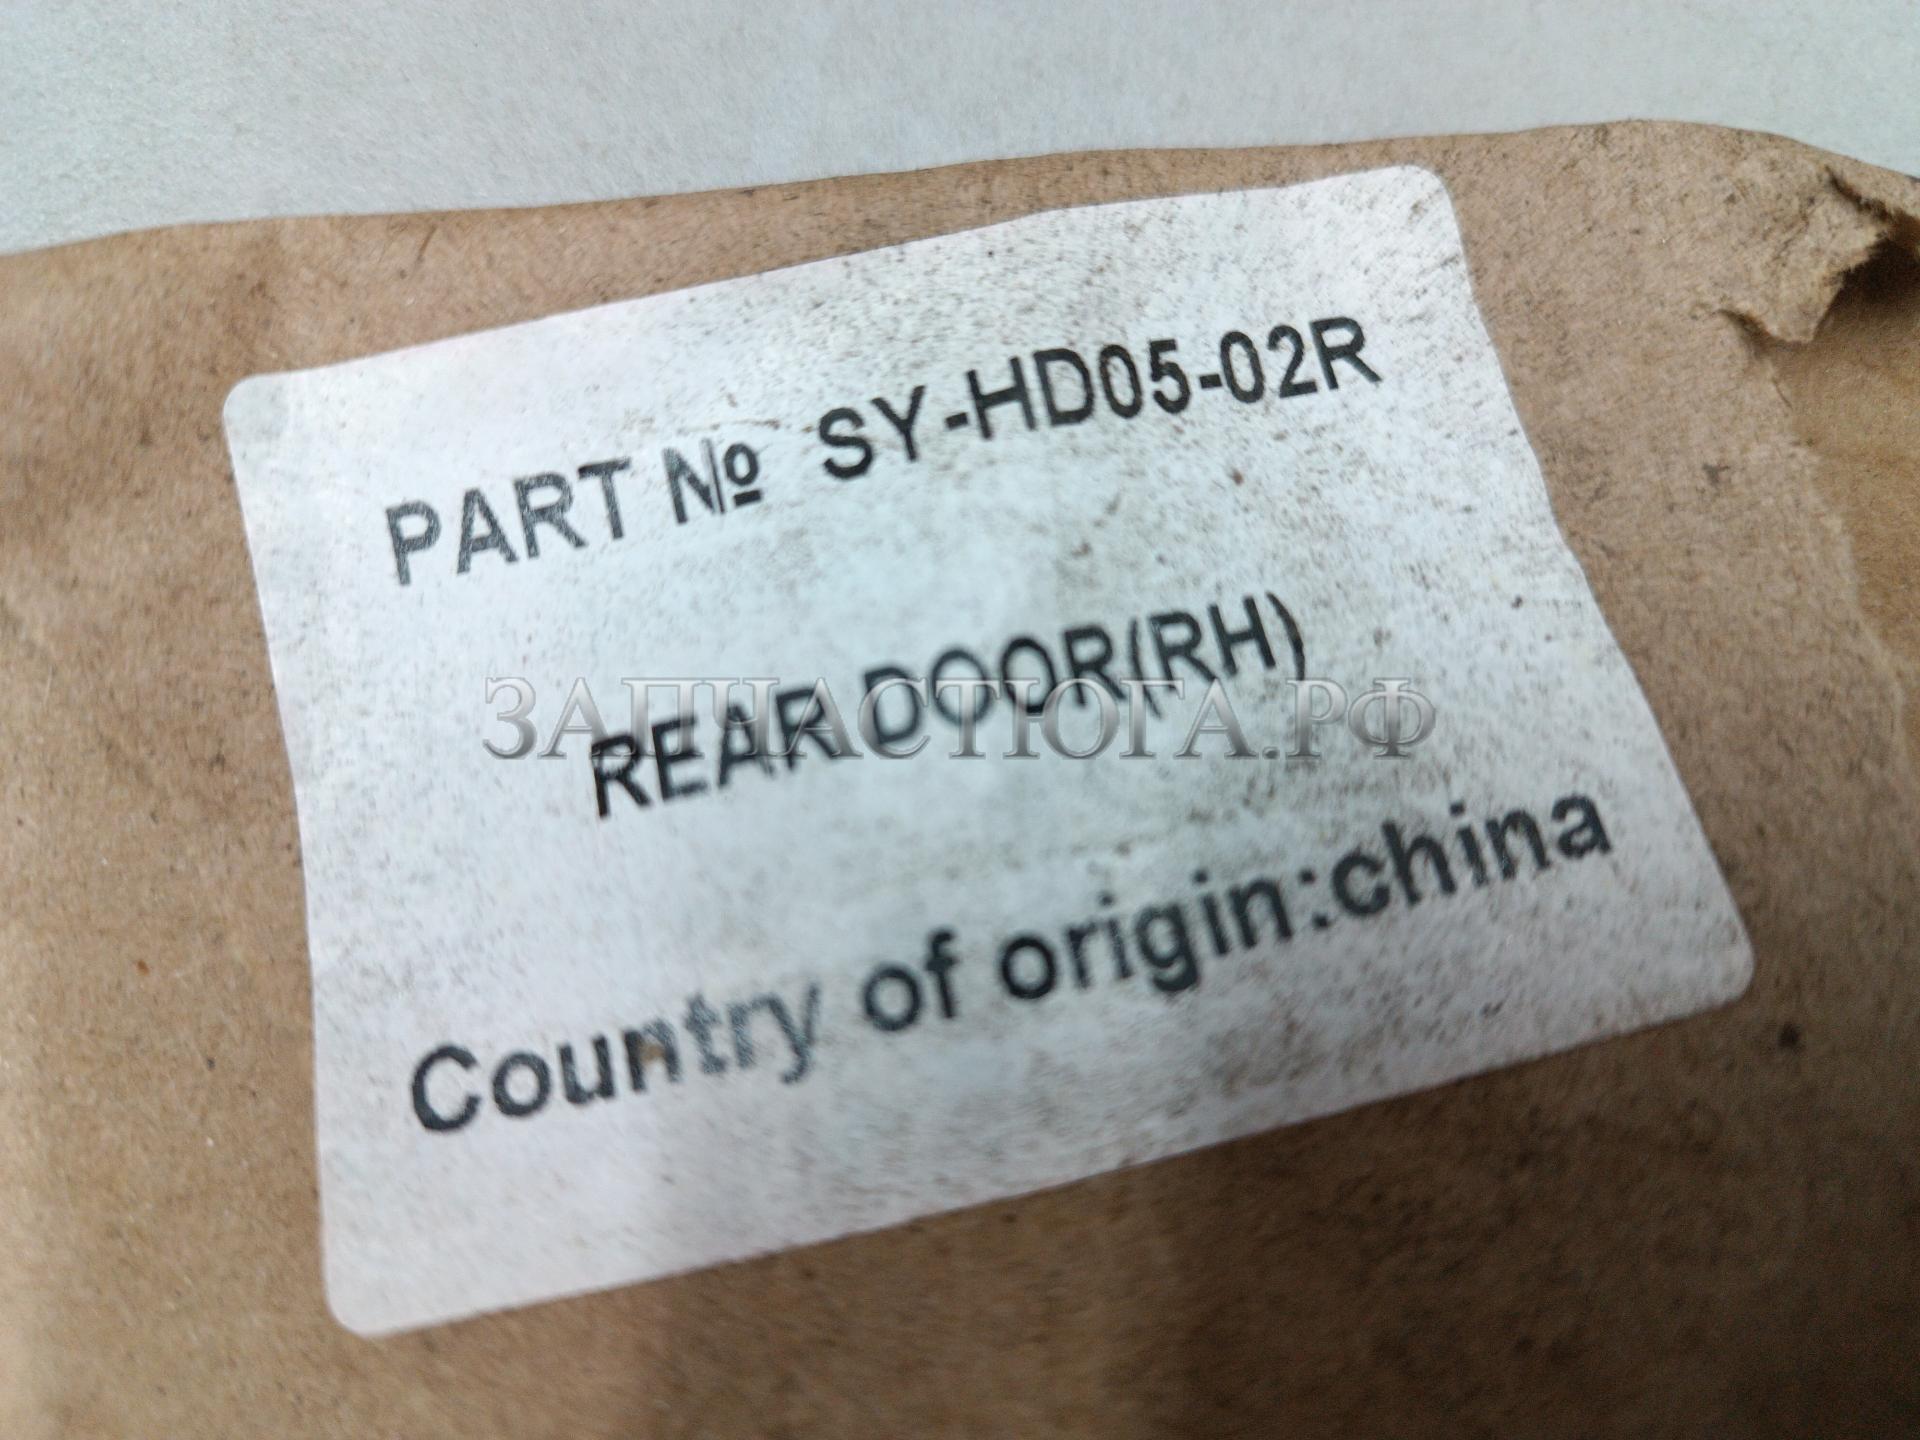 PART № SY-HD05-02R
REAR DOOR(RH)
ЗАПЧАСТЮГА.РФ
Country of origin:china